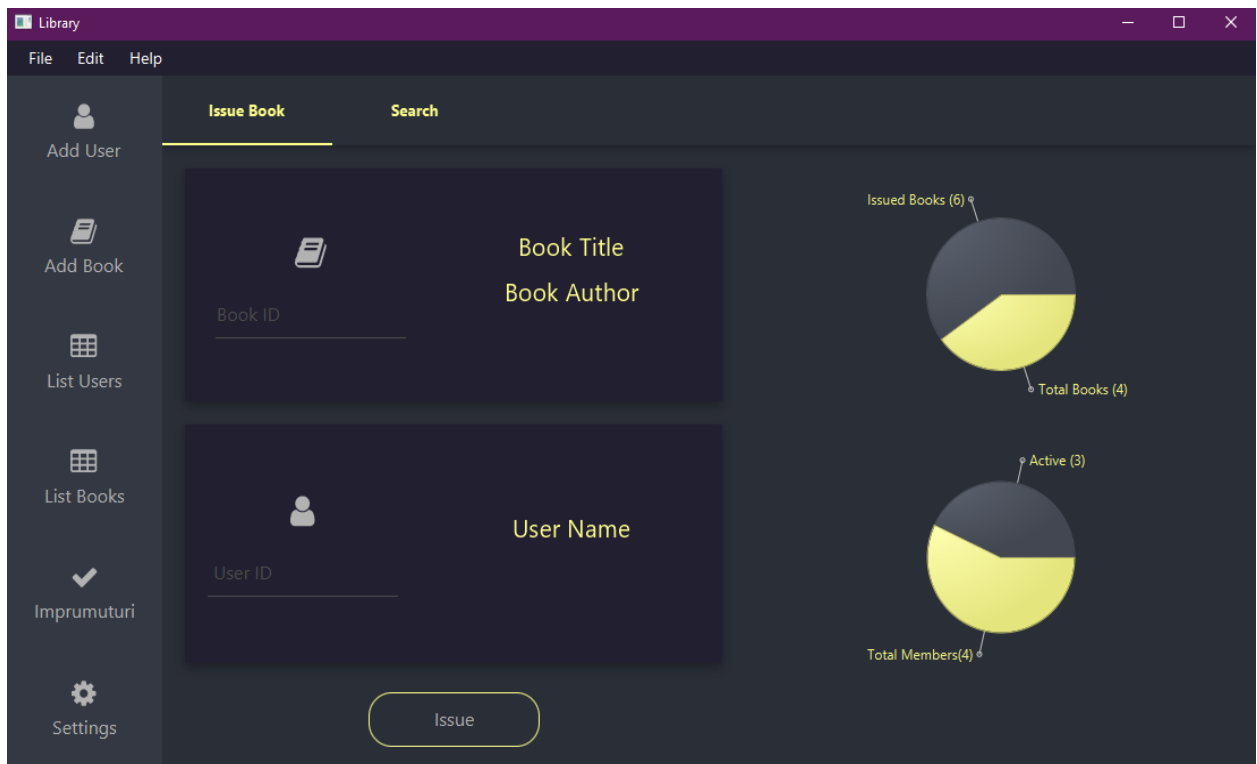 Library
File Edit Help
Add User
Add Book
List Users
List Books
Imprumuturi
Settings
Issue Book Search
Book ID
Book Title
Book Author
User ID
User Name
Issue
Issued Books (6)
Total Books (4)
Active (3)
Total Members(4)